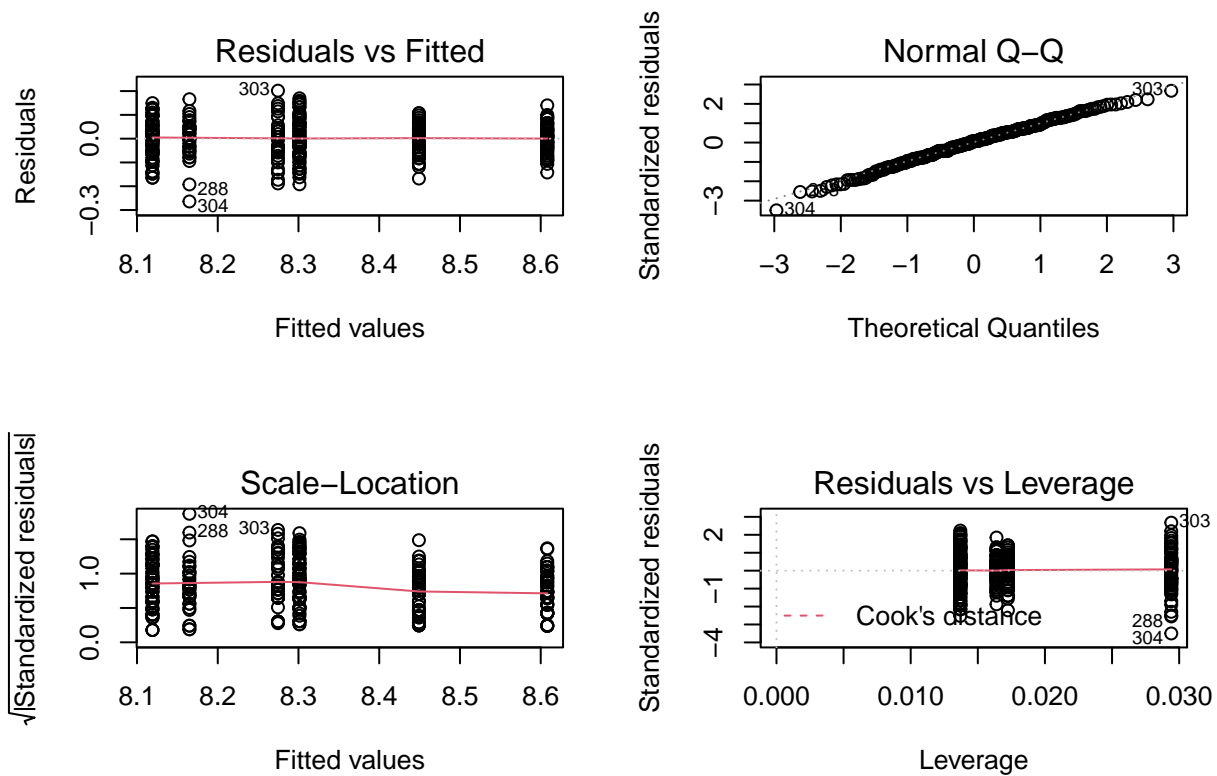 Residuals vs Fitted
Residuals
0.0
−0.3
303
288
304
8.1 8.2 8.3 8.4 8.5 8.6
Fitted values
Normal Q−Q
Standardized residuals
2
0
−3
303
304
−3 −2 −1 0 1 2 3
Theoretical Quantiles
Scale−Location
√|Standardized residuals|
1.0
0.0
304
288
303
8.1 8.2 8.3 8.4 8.5 8.6
Fitted values
Residuals vs Leverage
Standardized residuals
2
−1
−4
303
Cook's distance
288
304
0.000 0.010 0.020 0.030
Leverage